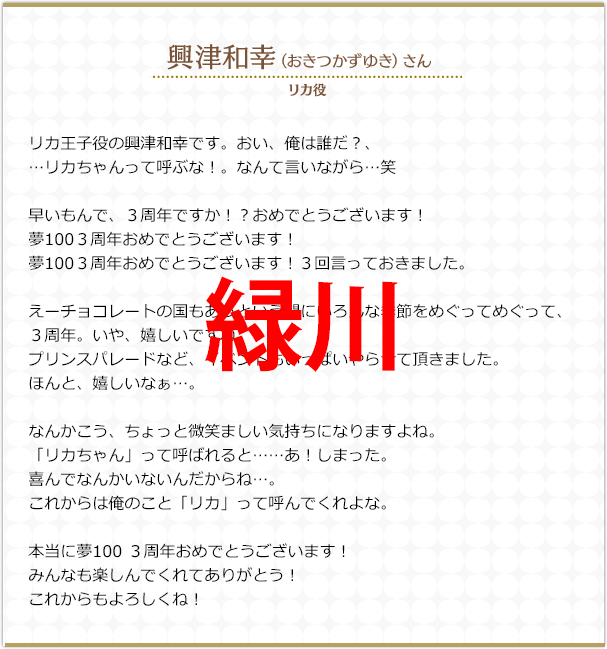 興津和幸（おきつかずゆき）さん
リカ役
リカ王子役の興津和幸です。おい、俺は誰だ？、
…リカちゃんって呼ぶな！。なんて言いながら…笑
早いもんで、３周年ですか！？おめでとうございます！
夢100３周年おめでとうございます！
夢100３周年おめでとうございます！３回言っておきました。
えーチョコレートの国もあ
な季節をめぐってめぐって、
３周年。いや、嬉しいです
緑川
プリンスパレードなど、
ぱいやらせて頂きました。
ほんと、嬉しいなぁ…。
なんかこう、ちょっと微笑ましい気持ちになりますよね。
「リカちゃん」って呼ばれると……あ！しまった。
喜んでなんかいないんだからね…。
これからは俺のこと「リカ」って呼んでくれよな。
本当に夢100 ３周年おめでとうございます！
みんなも楽しんでくれてありがとう！
これからもよろしくね！